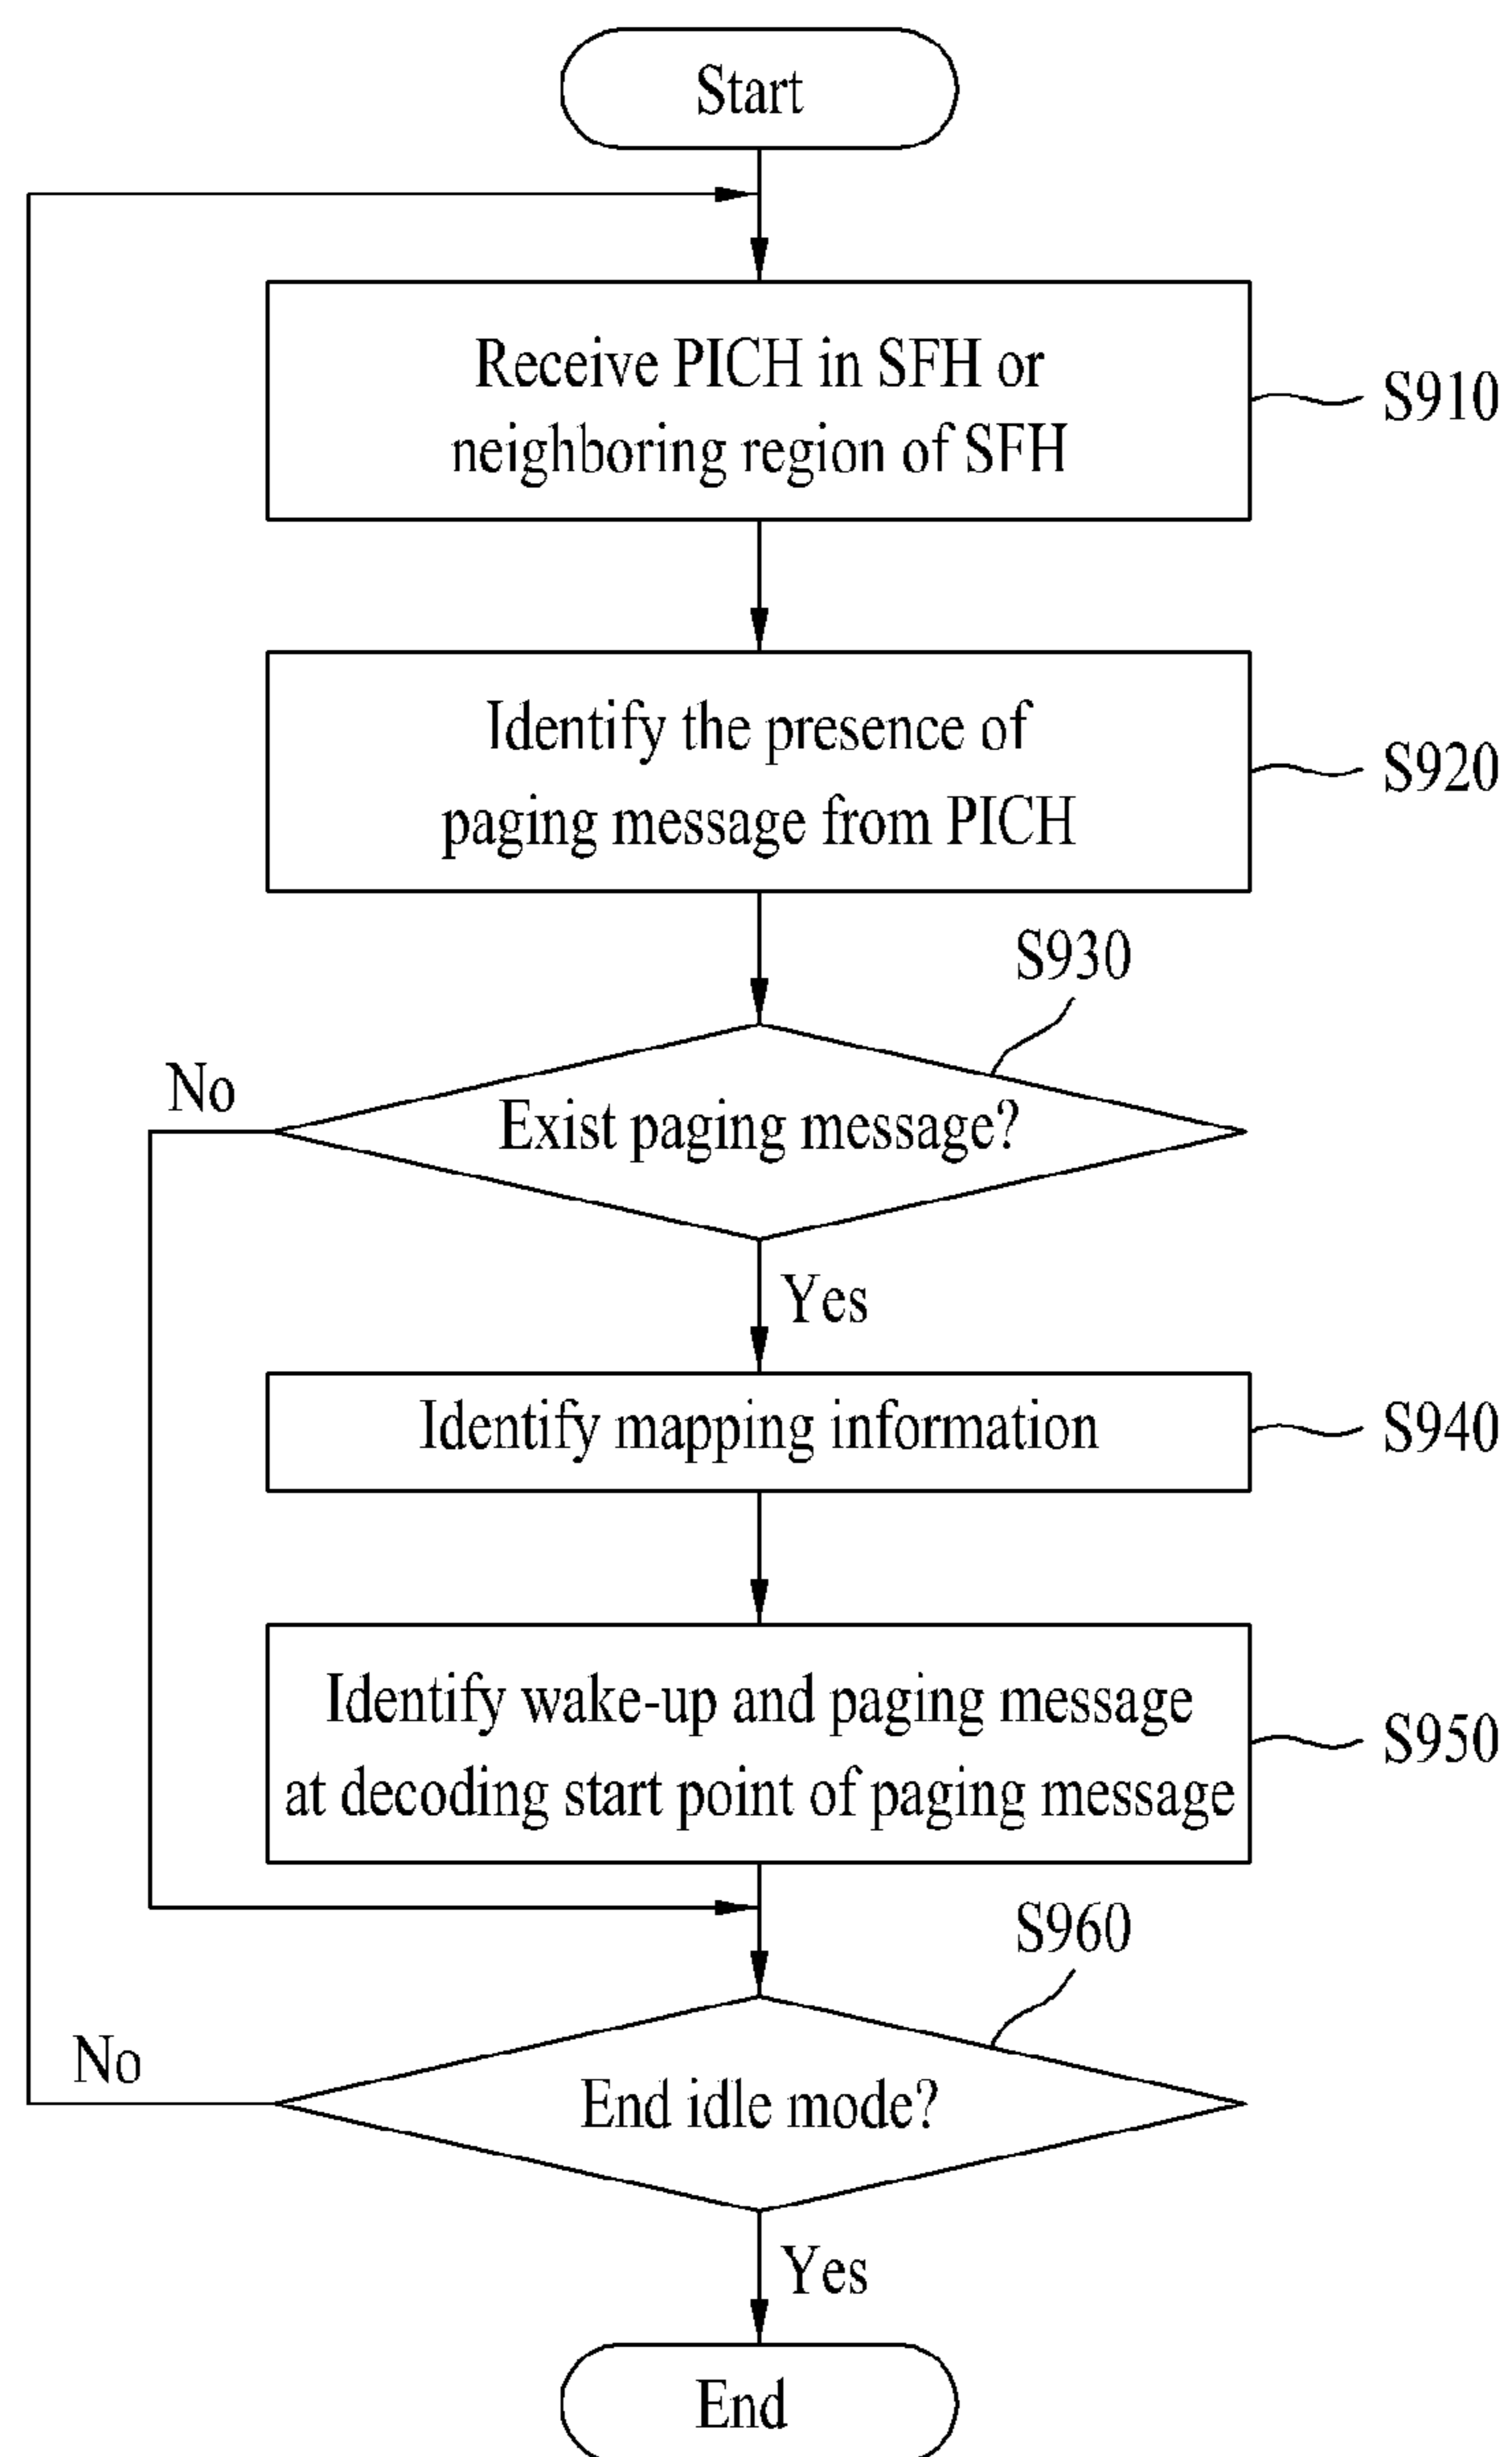 Start
Receive PICH in SFH or
neighboring region of SFH
S910
Identify the presence of
paging message from PICH
S920
S930
No
Exist paging message?
Yes
Identify mapping information
S940
Identify wake-up and paging message
at decoding start point of paging message
S950
S960
No
End idle mode?
Yes
End